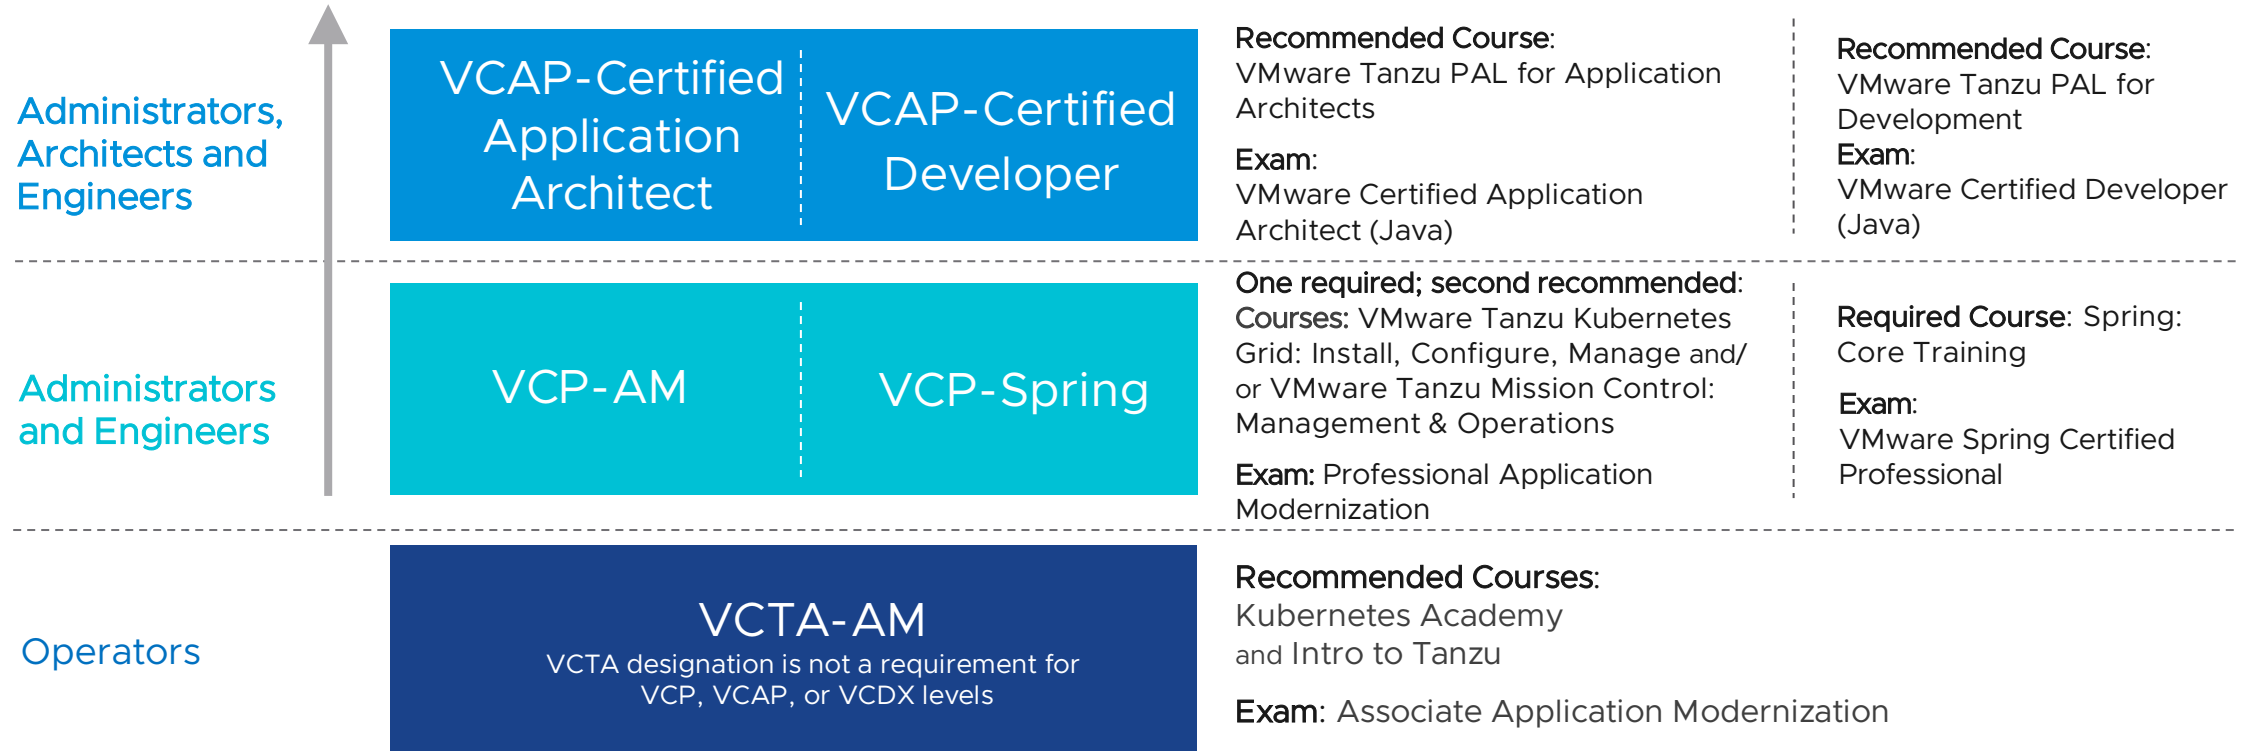 Administrators,
Architects and
Engineers
VCAP-Certified
Application
Architect
VCAP-Certified
Developer
Recommended Course:
VMware Tanzu PAL for Application
Architects
Exam:
VMware Certified Application
Architect (Java)
Recommended Course:
VMware Tanzu PAL for
Development
Exam:
VMware Certified Developer
(Java)
Administrators
and Engineers
VCP-AM
VCP-Spring
One required; second recommended:
Courses: VMware Tanzu Kubernetes
Grid: Install, Configure, Manage and/
or VMware Tanzu Mission Control:
Management & Operations
Exam: Professional Application
Modernization
Required Course: Spring:
Core Training
Exam:
VMware Spring Certified
Professional
Operators
VCTA-AM
VCTA designation is not a requirement for
VCP, VCAP, or VCDX levels
Recommended Courses:
Kubernetes Academy
and Intro to Tanzu
Exam: Associate Application Modernization